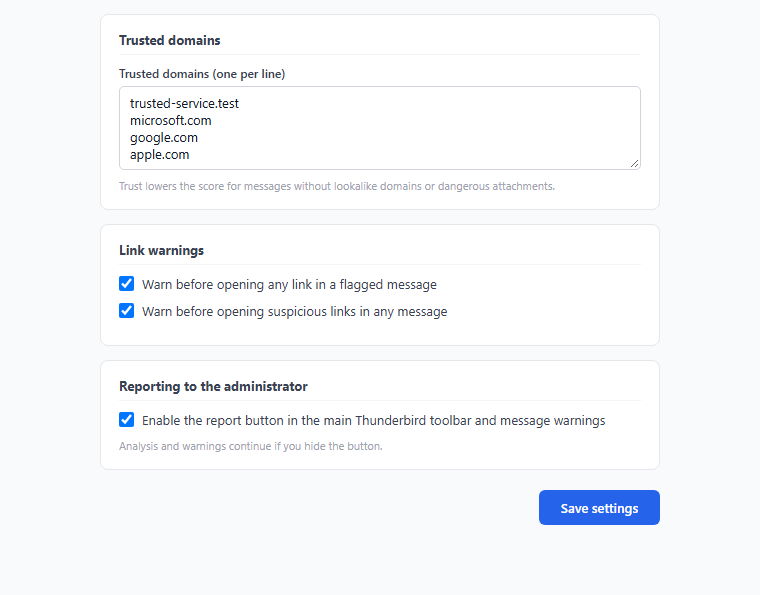 Trusted domains
Trusted domains (one per line)
trusted-service.test
microsoft.com
google.com
apple.com
Trust lowers the score for messages without lookalike domains or dangerous attachments.
Link warnings
Warn before opening any link in a flagged message
Warn before opening suspicious links in any message
Reporting to the administrator
Enable the report button in the main Thunderbird toolbar and message warnings
Analysis and warnings continue if you hide the button.
Save settings